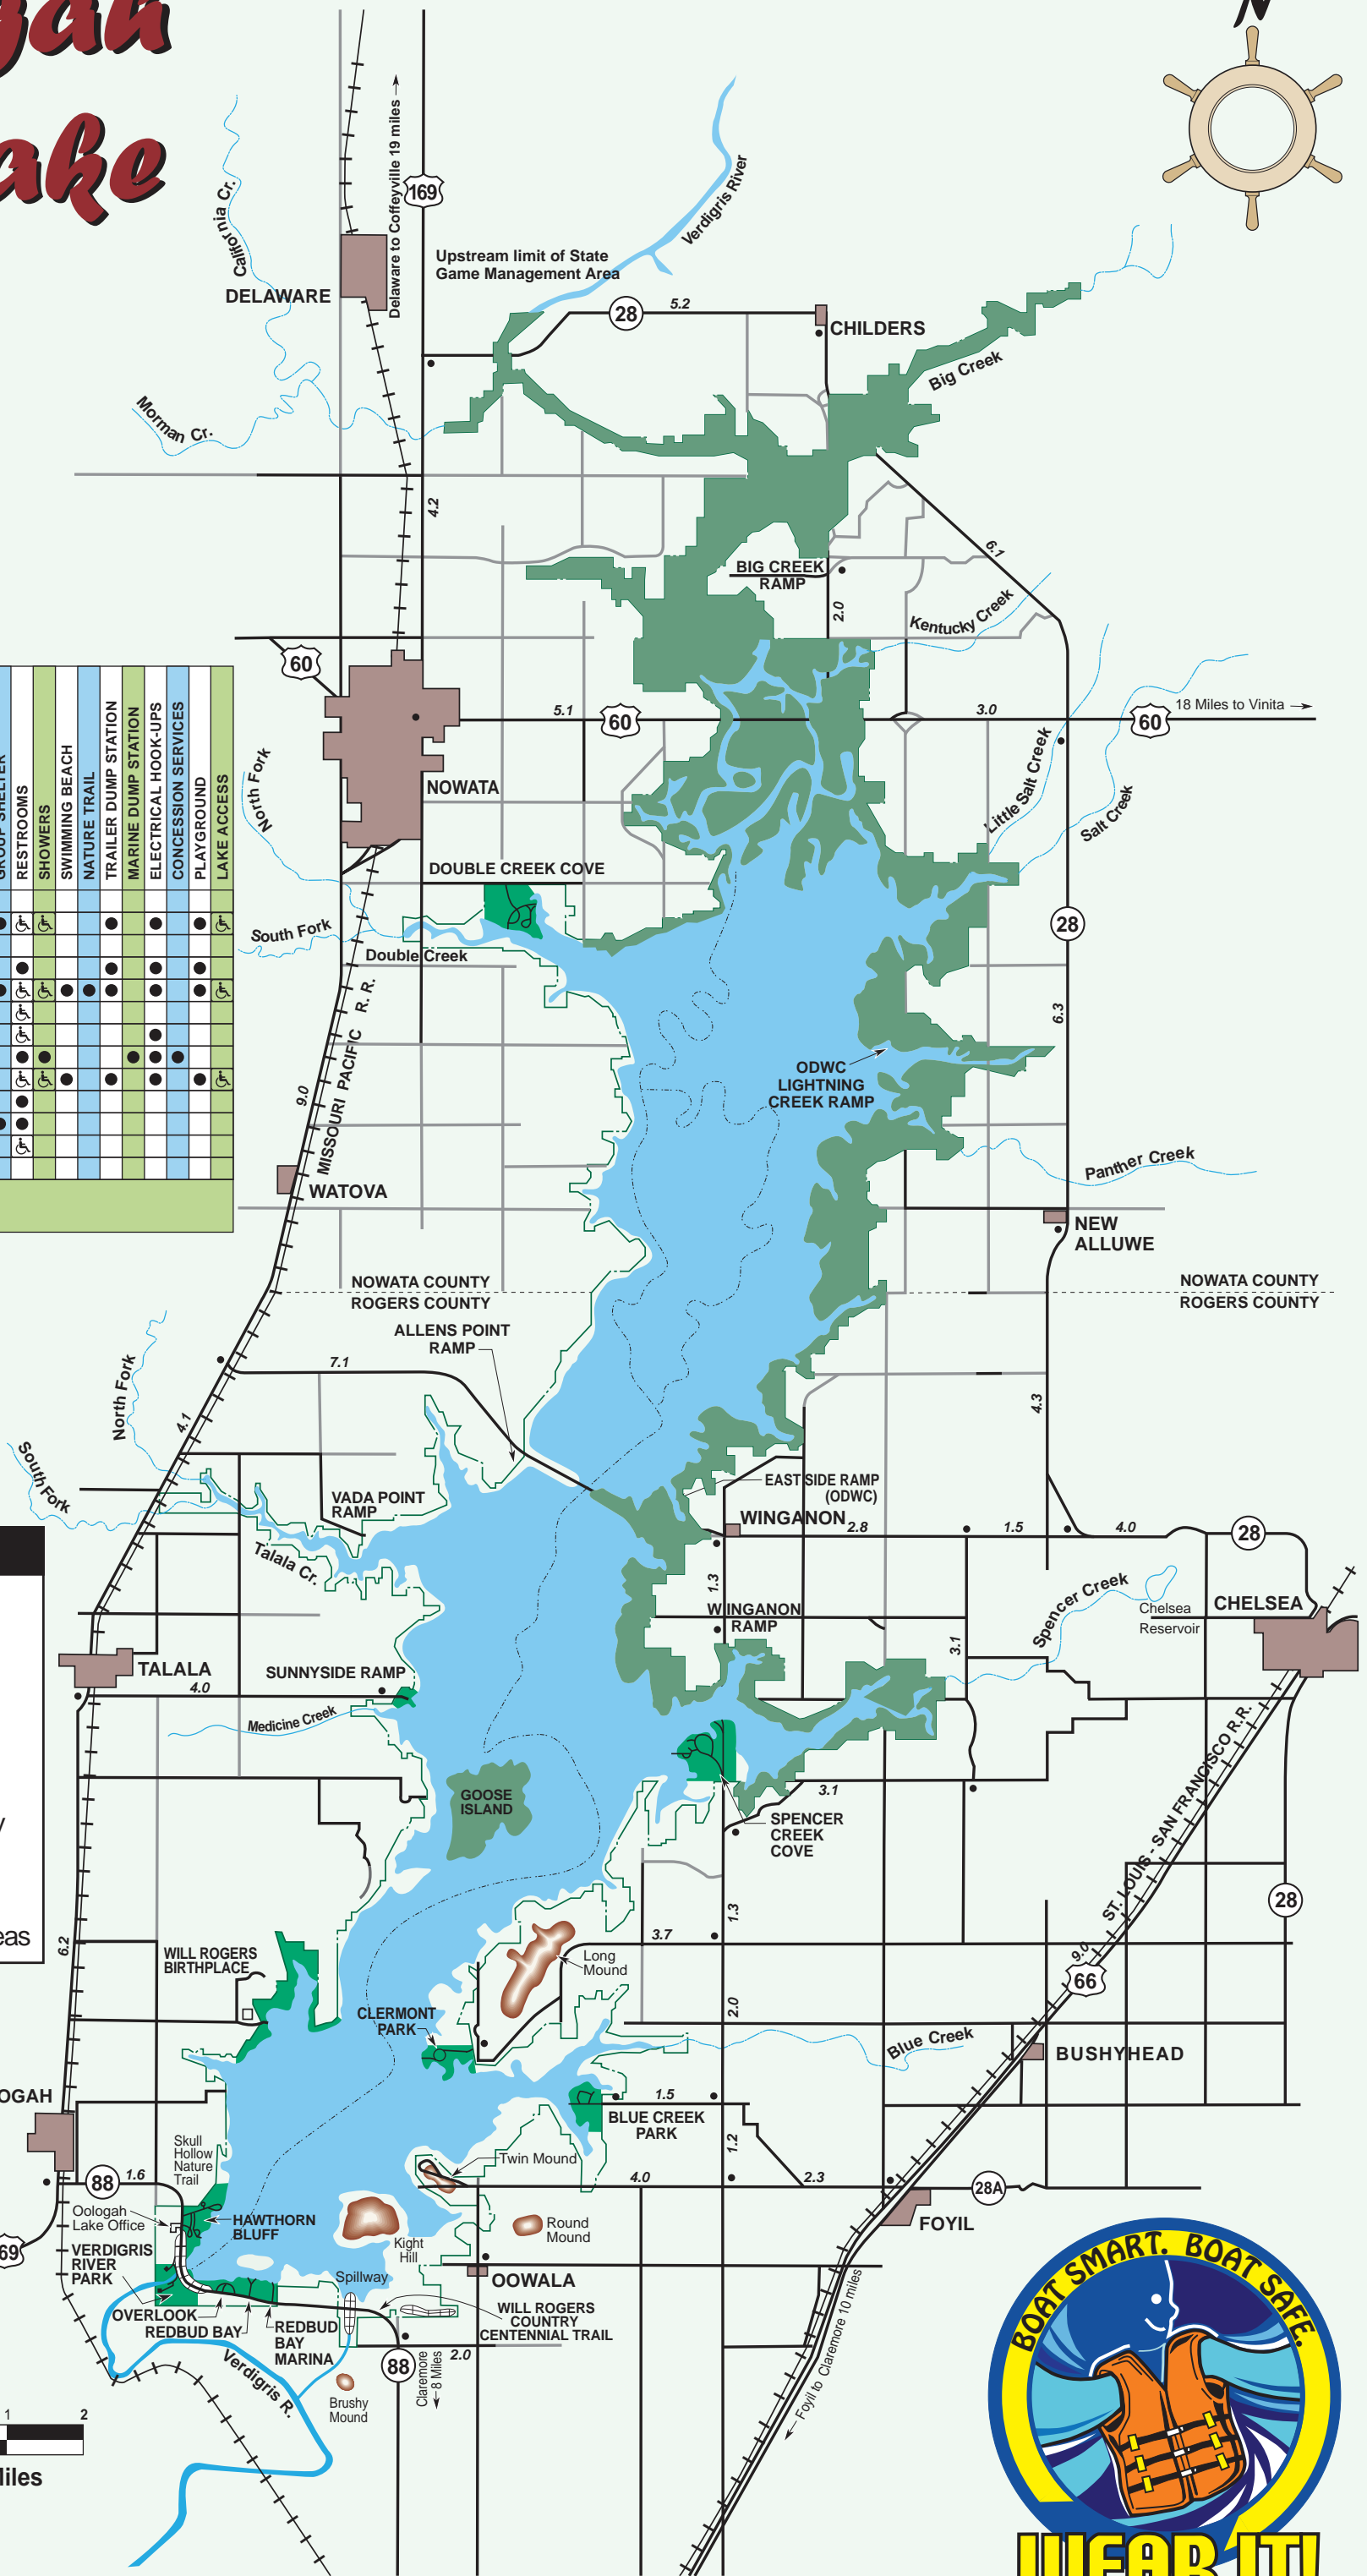 ake
N
California Cr.
Delaware to Coffeyville 19 miles
169
Verdigris River
Upstream limit of State
Game Management Area
DELAWARE
28
5.2
CHILDERS
Big Creek
Morman Cr.
4.2
6.1
BIG CREEK
RAMP
2.0
Kentucky Creek
60
5.1
60
3.0
18 Miles to Vinita
60
GROUP SHELTER
RESTROOMS
SHOWERS
SWIMMING BEACH
NATURE TRAIL
TRAILER DUMP STATION
MARINE DUMP STATION
ELECTRICAL HOOK-UPS
CONCESSION SERVICES
PLAYGROUND
LAKE ACCESS
North Fork
NOWATA
Little Salt Creek
Salt Creek
DOUBLE CREEK COVE
South Fork
Double Creek
28
6.3
MISSOURI PACIFIC R. R.
9.0
ODWC
LIGHTNING
CREEK RAMP
Panther Creek
WATOVA
NEW
ALLUWE
NOWATA COUNTY
ROGERS COUNTY
NOWATA COUNTY
ROGERS COUNTY
ALLENS POINT
RAMP
7.1
North Fork
4.1
4.3
South Fork
VADA POINT
RAMP
EAST SIDE RAMP
(ODWC)
WINGANON
2.8
1.5
4.0
28
Talala Cr.
1.3
Spencer Creek
Chelsea
Reservoir
CHELSEA
WINGANON
RAMP
3.1
TALALA
4.0
SUNNYSIDE RAMP
Medicine Creek
GOOSE
ISLAND
3.1
SPENCER
CREEK
COVE
ST. LOUIS - SAN FRANCISCO R.R.
28
eas
6.2
1.3
3.7
9.0
66
WILL ROGERS
BIRTHPLACE
Long
Mound
2.0
CLERMONT
PARK
Blue Creek
BUSHYHEAD
OGAH
1.5
BLUE CREEK
PARK
1.2
Skull
Hollow
Nature
Trail
Twin Mound
88
1.6
4.0
2.3
28A
Oologah
Lake Office
HAWTHORN
BLUFF
FOYIL
Round
Mound
Kight
Hill
69
VERDIGRIS
RIVER
PARK
Spillway
OOWALA
OVERLOOK
REDBUD BAY
REDBUD
BAY
MARINA
WILL ROGERS
COUNTRY
CENTENNIAL TRAIL
88
2.0
Claremore
8 Miles
Verdigris R.
Brushy
Mound
Foyil to Claremore 10 miles
1
2
iles
BOAT SMART. BOAT SAFE.
WEAR IT!